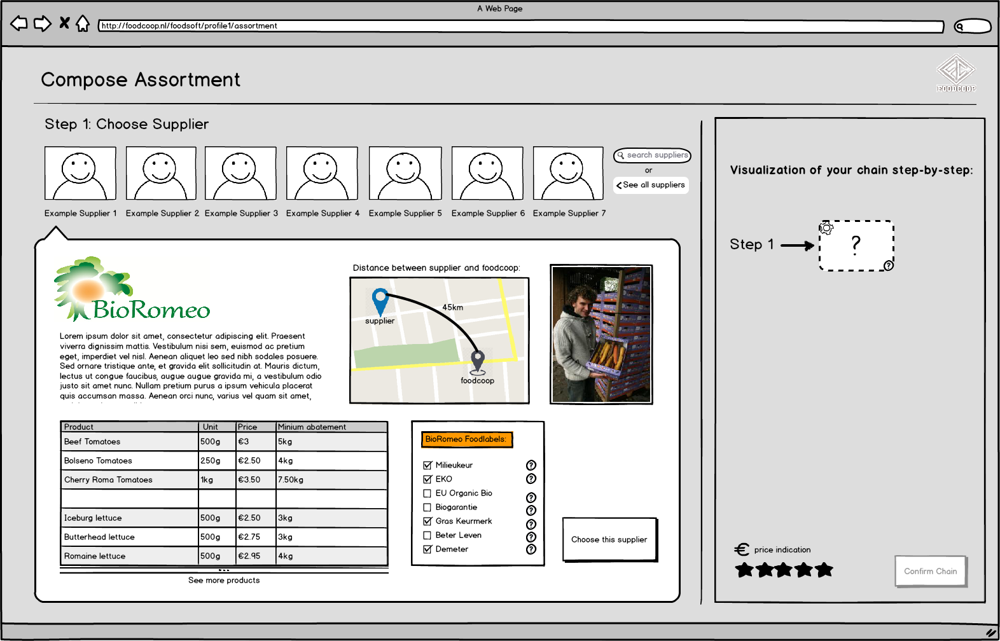 A Web Page
http://foodcoop.nl/foodsoft/profile1/assortment
Compose Assortment
FOODCOOP
Step 1: Choose Supplier
search suppliers
or
See all suppliers
Example Supplier 1
Example Supplier 2
Example Supplier 3
Example Supplier 4
Example Supplier 5
Example Supplier 6
Example Supplier 7
BioRomeo
Lorem ipsum dolor sit amet, consectetur adipiscing elit. Praesent
viverra dignissim mattis. Vestibulum nisi sem, euismod ac pretium
eget, imperdiet vel nisl. Aenean aliquet leo sed nibh sodales posuere.
Sed ornare tristique ante, et gravida elit sollicitudin at. Mauris dictum,
lectus ut congue faucibus, augue augue gravida mi, a vestibulum odio
justo sit amet nunc. Nullam pretium purus a ipsum vehicula placerat
quis accumsan massa. Aenean orci nunc, varius vel quam sit amet,
Distance between supplier and foodcoop:
supplier
45km
foodcoop
Product Unit Price Minium abatement
Beef Tomatoes 500g €3 5kg
Bolseno Tomatoes 250g €2.50 4kg
Cherry Roma Tomatoes 1kg €3.50 7.50kg
Iceburg lettuce 500g €2.50 3kg
Butterhead lettuce 500g €2.75 3kg
Romaine lettuce 500g €2.95 4kg
...
See more products
BioRomeo Foodlabels:
Milieukeur ?
EKO ?
EU Organic Bio ?
Biogarantie ?
Gras Keurmerk ?
Beter Leven ?
Demeter ?
Choose this supplier
Visualization of your chain step-by-step:
Step 1
?
?
€ price indication
Confirm Chain